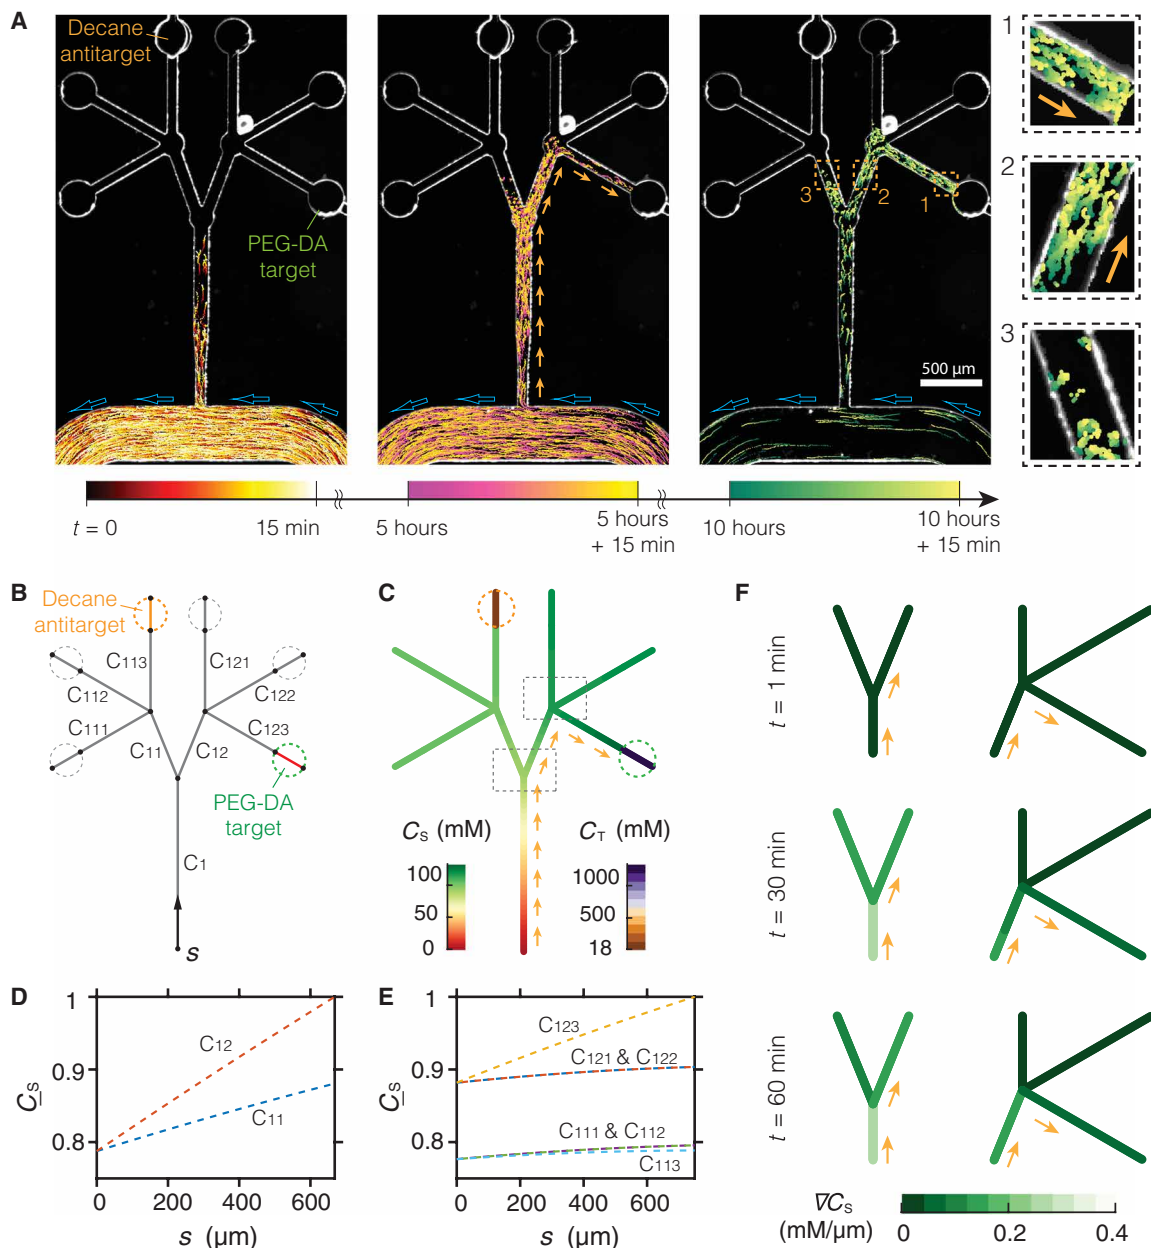 A
Decane
antitarget
PEG-DA
target
3
2
1
500 μm
1
2
3
t = 0
15 min
5 hours
5 hours
+ 15 min
10 hours
10 hours
+ 15 min
B
Decane
antitarget
C113
C121
C112
C122
C111
C11
C12
C123
PEG-DA
target
C1
s
C
CS (mM)
100
50
0
CT (mM)
1000
500
18
D
1
0.9
0.8
CS
C12
C11
0
200
400
600
s (μm)
E
1
0.9
0.8
CS
C123
C121 & C122
C111 & C112
C113
0
200
400
600
s (μm)
F
t = 1 min
t = 30 min
t = 60 min
∇CS
(mM/μm)
0
0.2
0.4